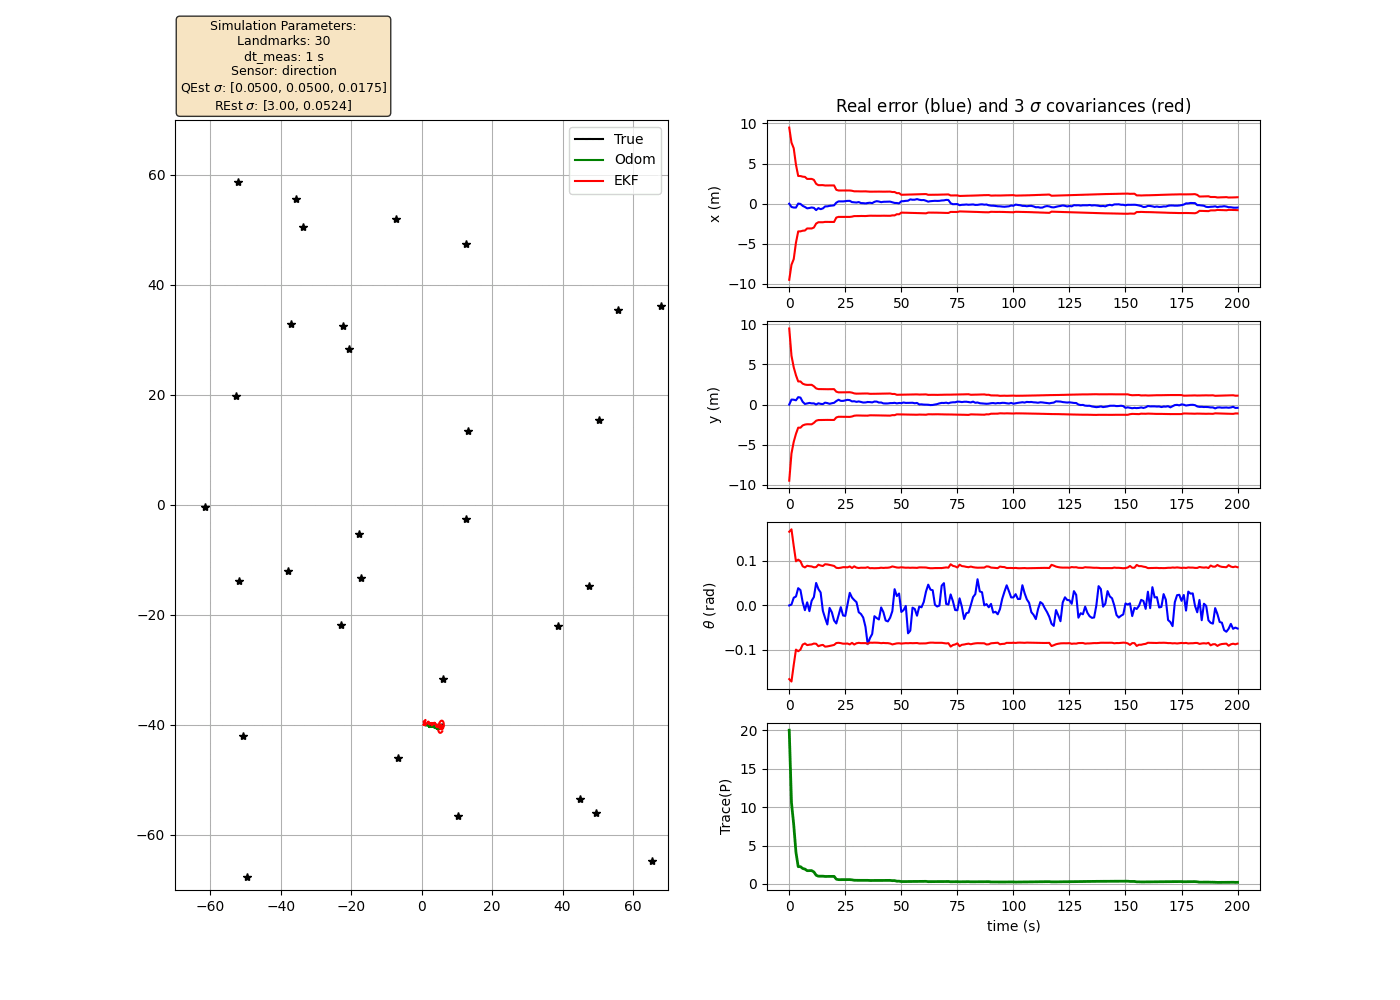 Simulation Parameters:
Landmarks: 30
dt_meas: 1 s
Sensor: direction
QEst σ: [0.0500, 0.0500, 0.0175]
REst σ: [3.00, 0.0524]
True
Odom
EKF
60
40
20
0
−20
−40
−60
−60 −40 −20 0 20 40 60
Real error (blue) and 3 σ covariances (red)
x (m)
10
5
0
−5
−10
0 25 50 75 100 125 150 175 200
y (m)
10
5
0
−5
−10
0 25 50 75 100 125 150 175 200
θ (rad)
0.1
0.0
−0.1
0 25 50 75 100 125 150 175 200
Trace(P)
20
15
10
5
0
0 25 50 75 100 125 150 175 200
time (s)